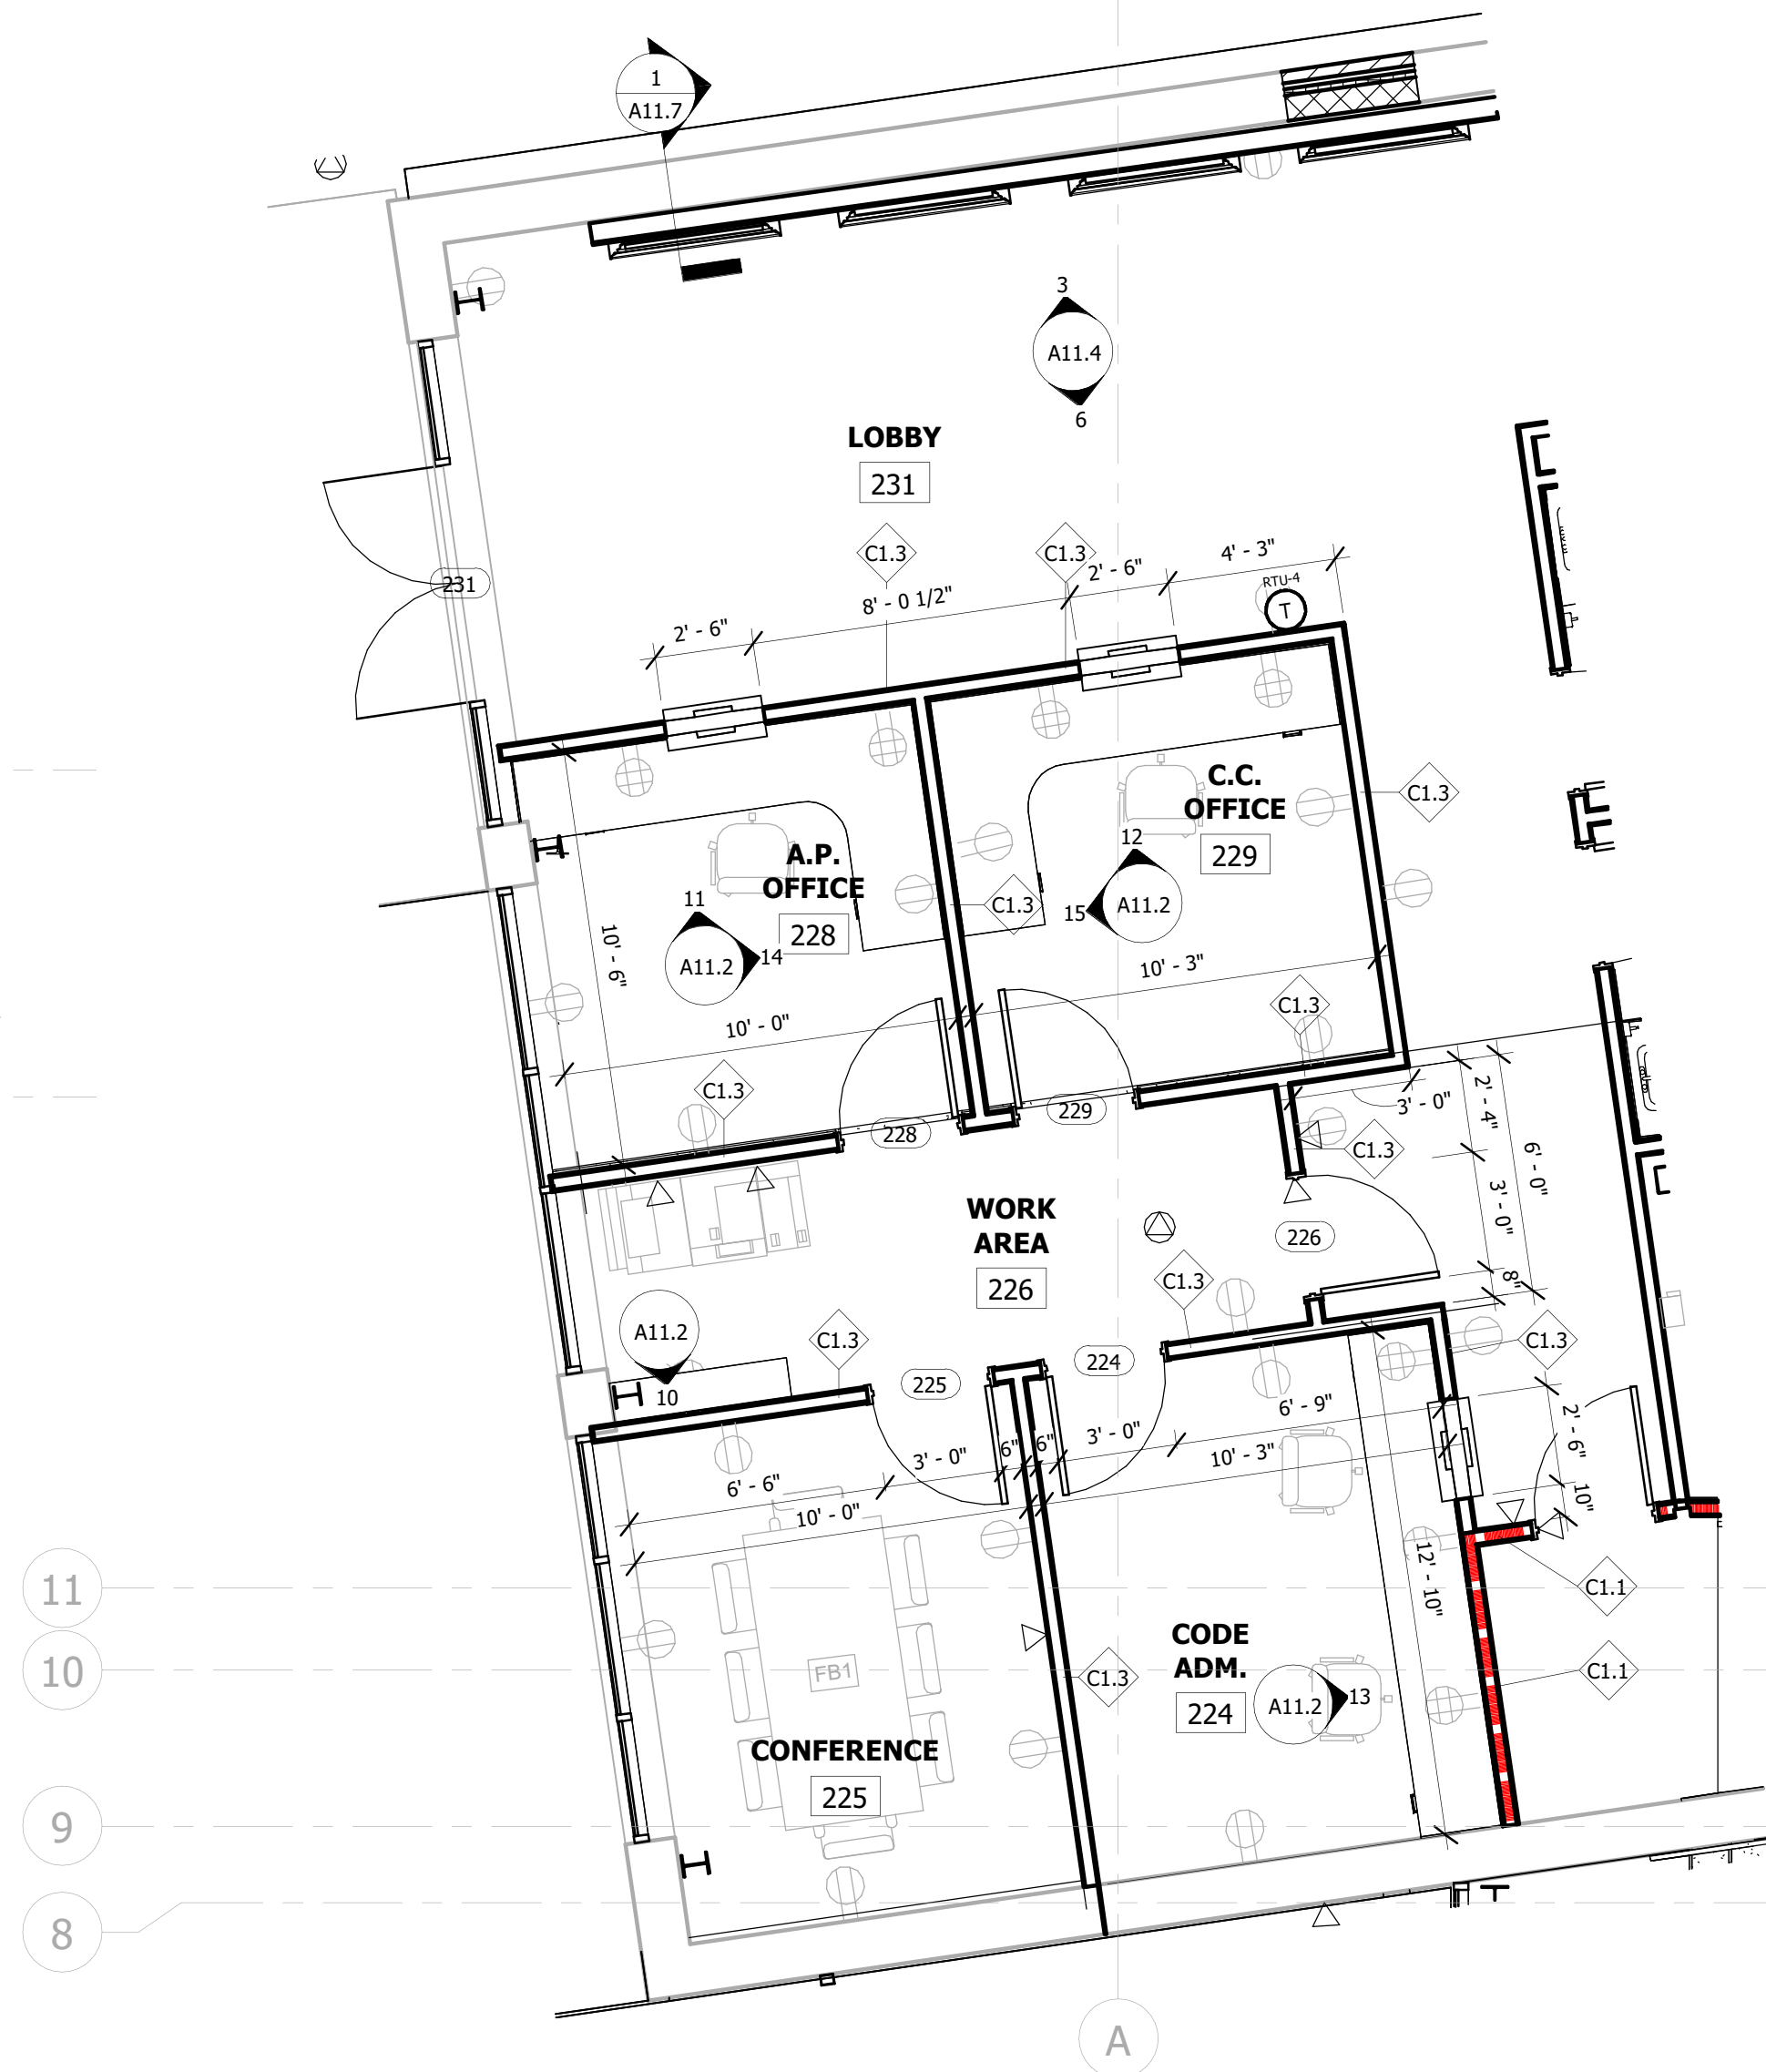 1
A11.7
3
A11.4
6
LOBBY
231
C1.3
C1.3
4' - 3"
2' - 6"
RTU-4
T
8' - 0 1/2"
2' - 6"
231
C.C.
OFFICE
229
C1.3
12
15
A11.2
A.P.
OFFICE
228
C1.3
11
A11.2
14
10' - 6"
10' - 3"
10' - 0"
C1.3
C1.3
229
228
3' - 0"
2' - 4"
6' - 0"
C1.3
3' - 0"
8"
WORK
AREA
226
226
C1.3
A11.2
10
C1.3
225
224
C1.3
6' - 9"
2' - 6"
10"
3' - 0"
6"
6"
3' - 0"
6' - 6"
10' - 3"
10' - 0"
12' - 10"
11
C1.1
10
C1.1
FB1
CODE
ADM.
224
C1.3
A11.2
13
CONFERENCE
225
9
8
A